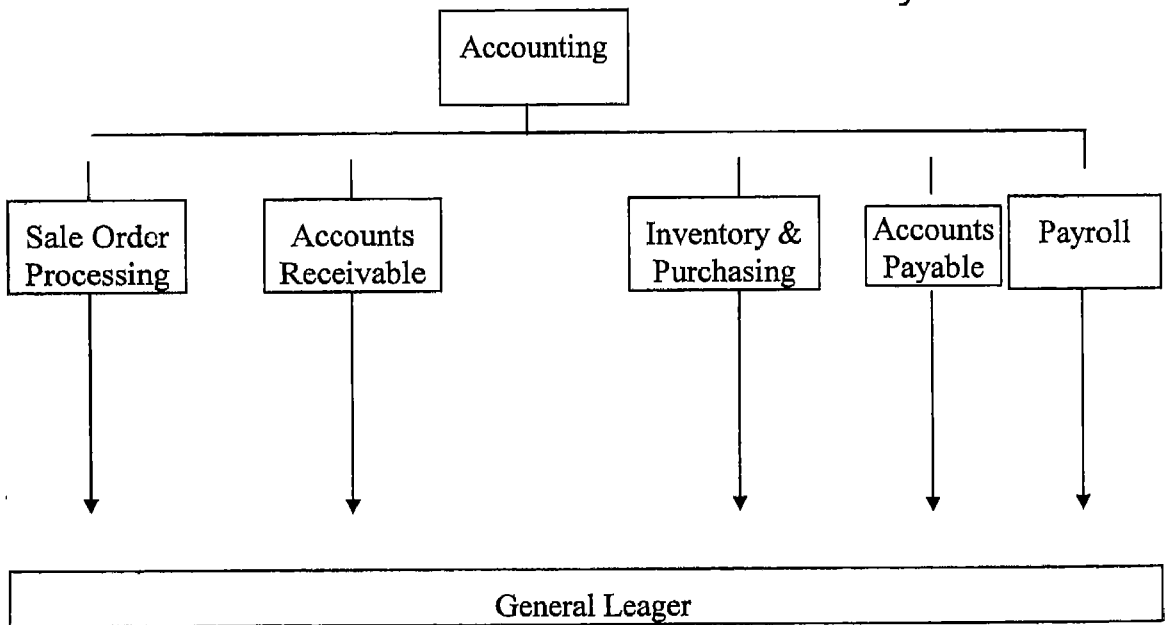 Accounting
Sale Order
Processing
Accounts
Receivable
Inventory &
Purchasing
Accounts
Payable
Payroll
General Leager